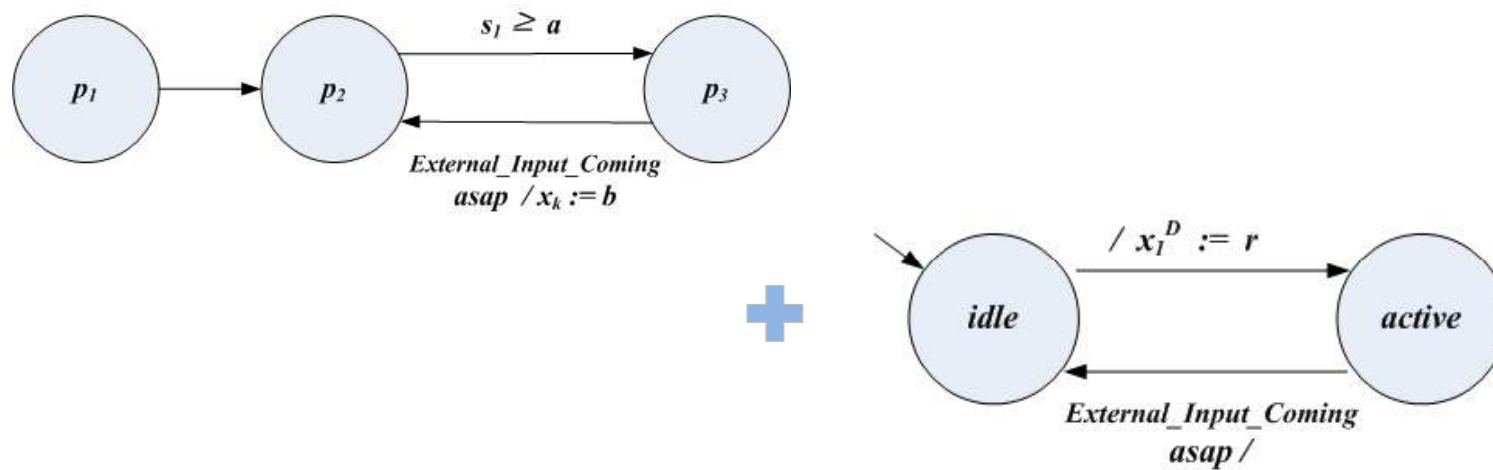 s₁ ≥ a
p₁
p₂
p₃
External_Input_Coming
asap / xₖ := b
/ x₁ᴰ := r
idle
active
External_Input_Coming
asap /